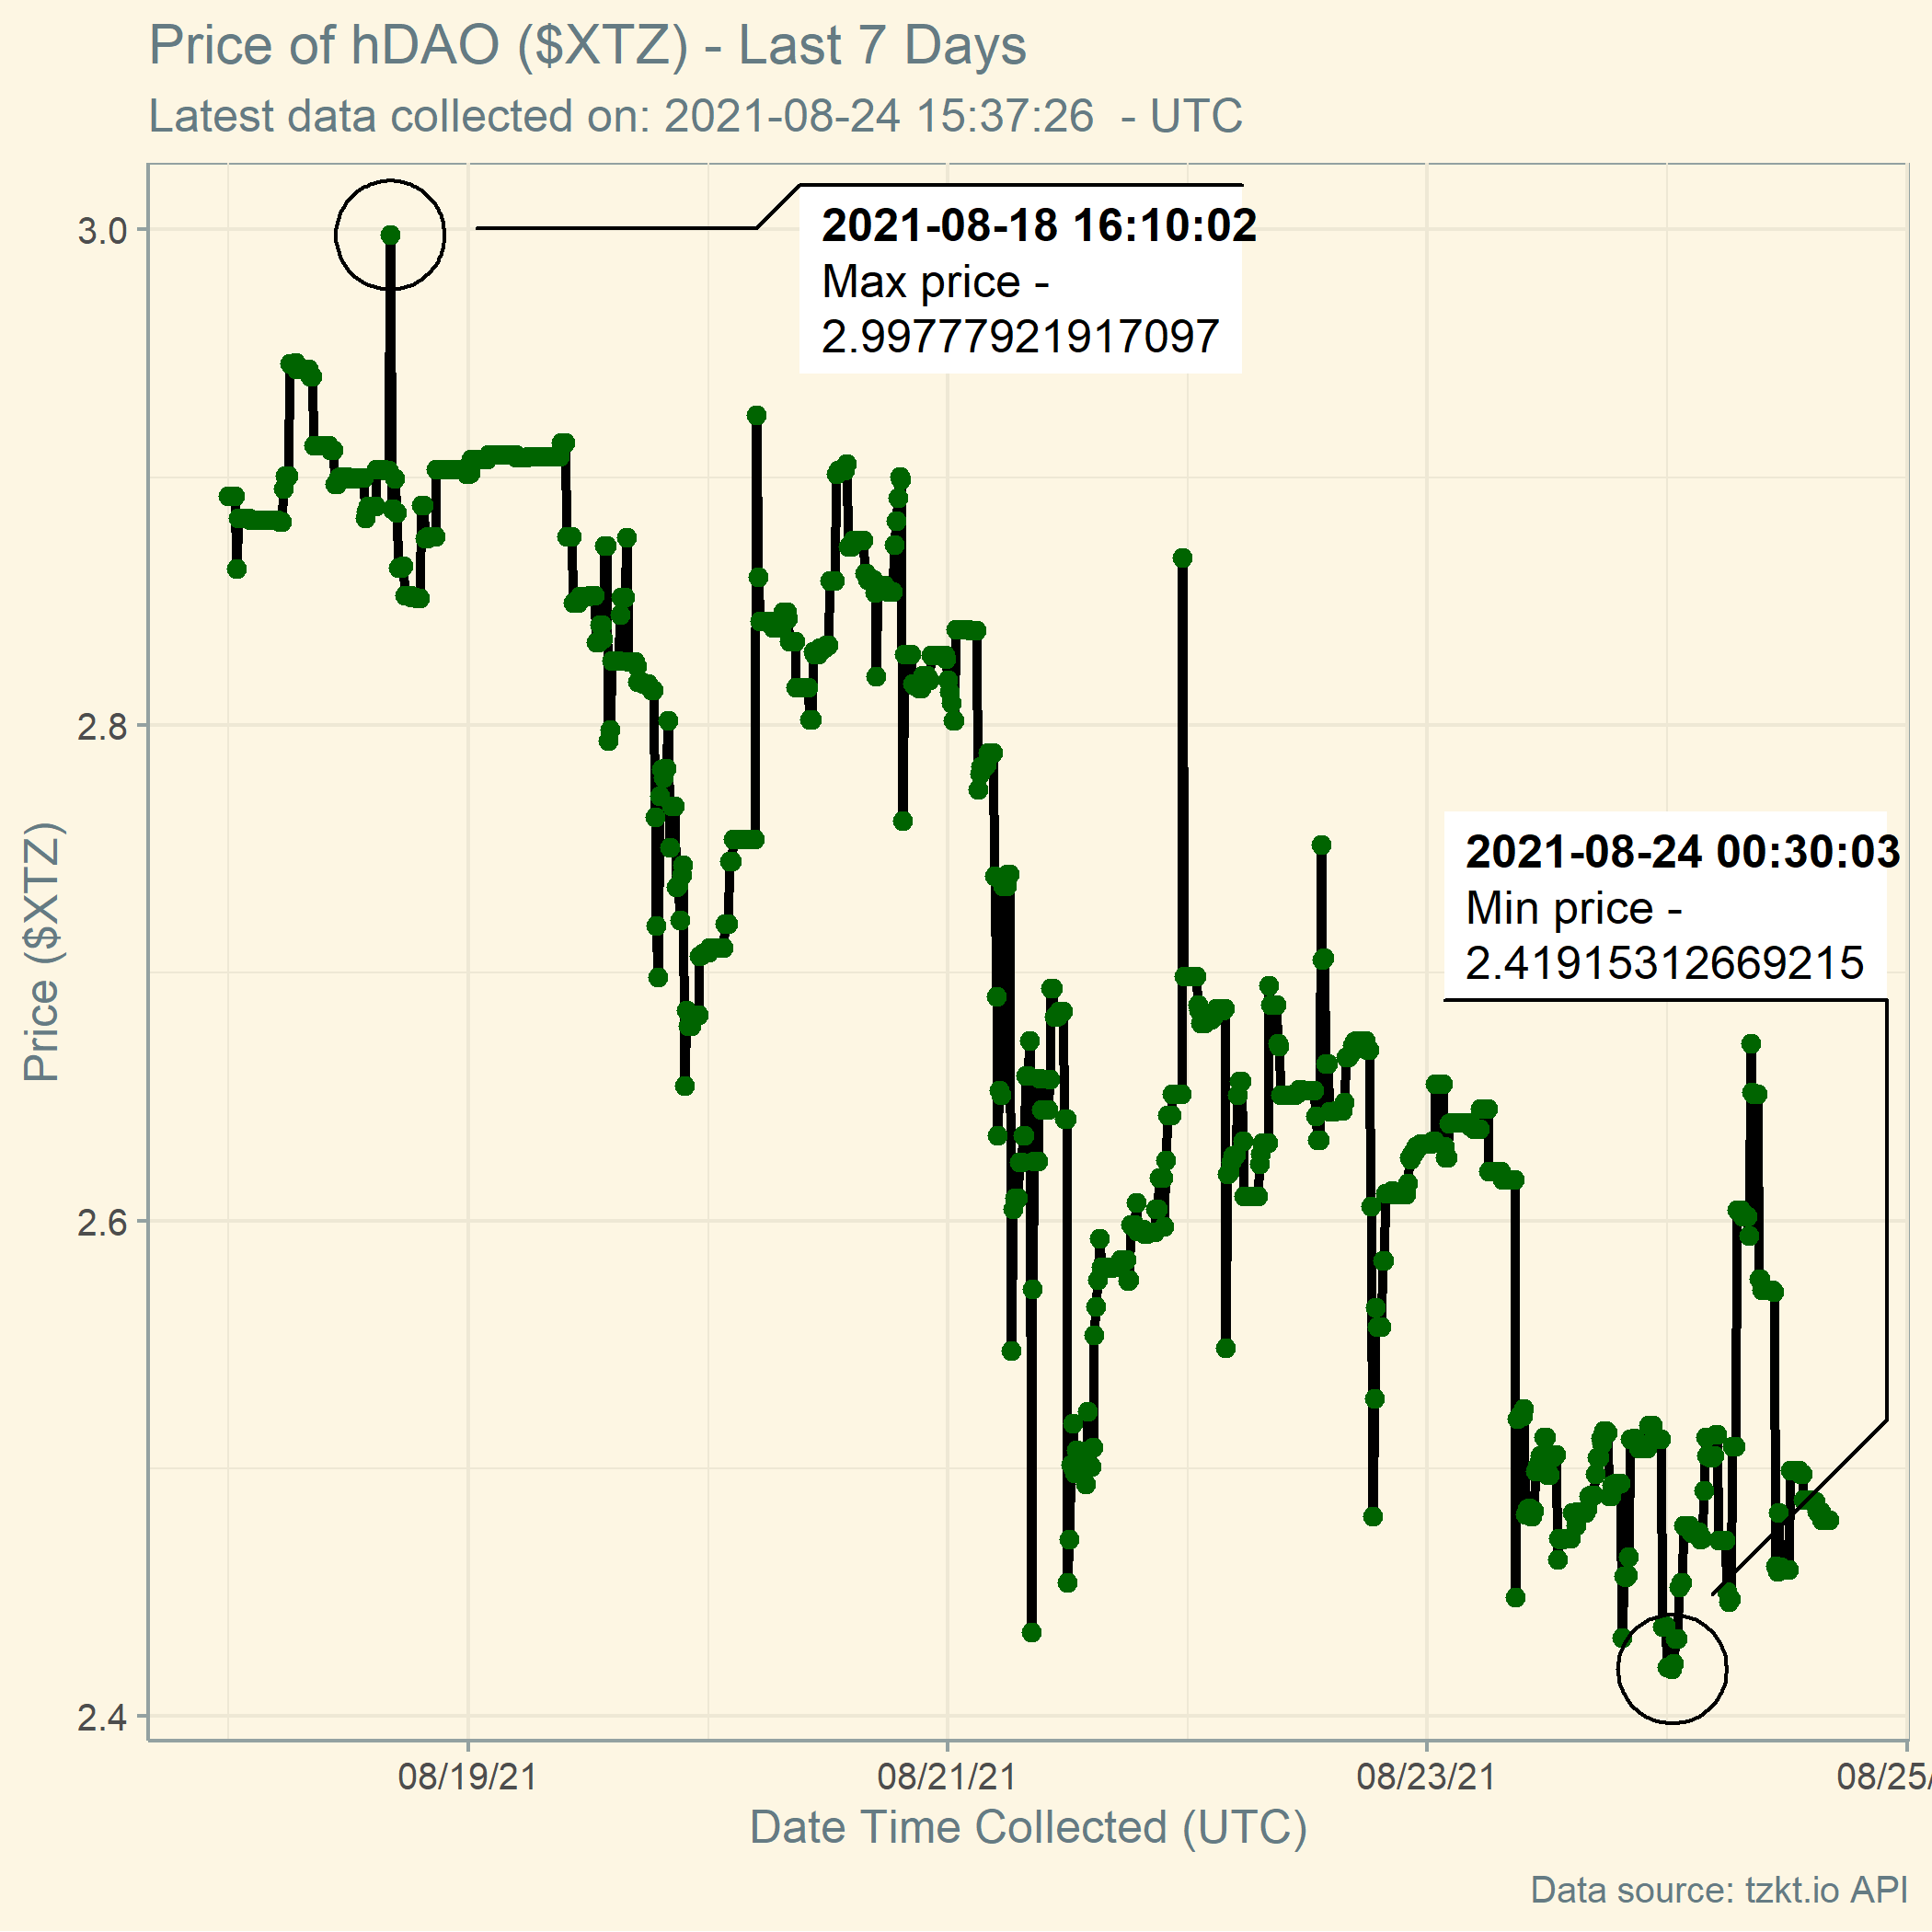 Price of hDAO ($XTZ) - Last 7 Days
Latest data collected on: 2021-08-24 15:37:26  - UTC
2021-08-18 16:10:02
Max price -
2.99777921917097
2021-08-24 00:30:03
Min price -
2.41915312669215
Price ($XTZ)
3.0
2.8
2.6
2.4
08/19/21
08/21/21
08/23/21
08/25/
Date Time Collected (UTC)
Data source: tzkt.io API